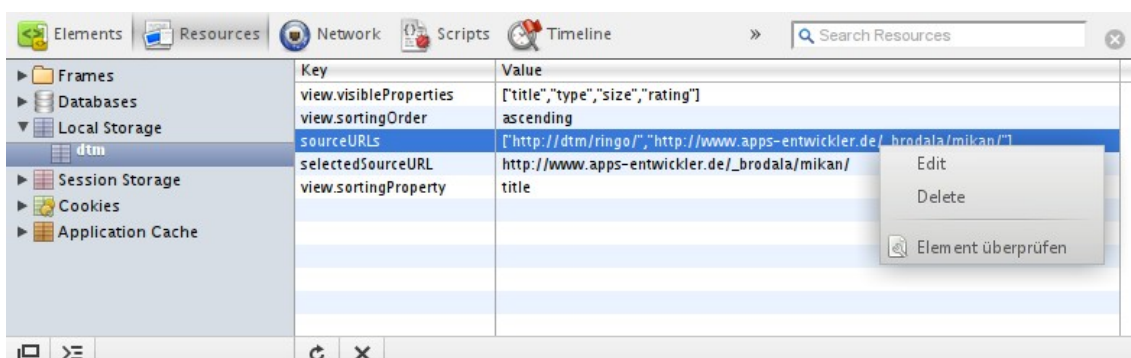 Elements Resources Network Scripts Timeline » Search Resources
Frames
Databases
Local Storage
dtm
Session Storage
Cookies
Application Cache
Key Value
view.visibleProperties ["title","type","size","rating"]
view.sortingOrder ascending
sourceURLs ["http://dtm/ringo/","http://www.apps-entwickler.de/_brodala/mikan/"]
selectedSourceURL http://www.apps-entwickler.de/_brodala/mikan/
view.sortingProperty title
Edit
Delete
Element überprüfen